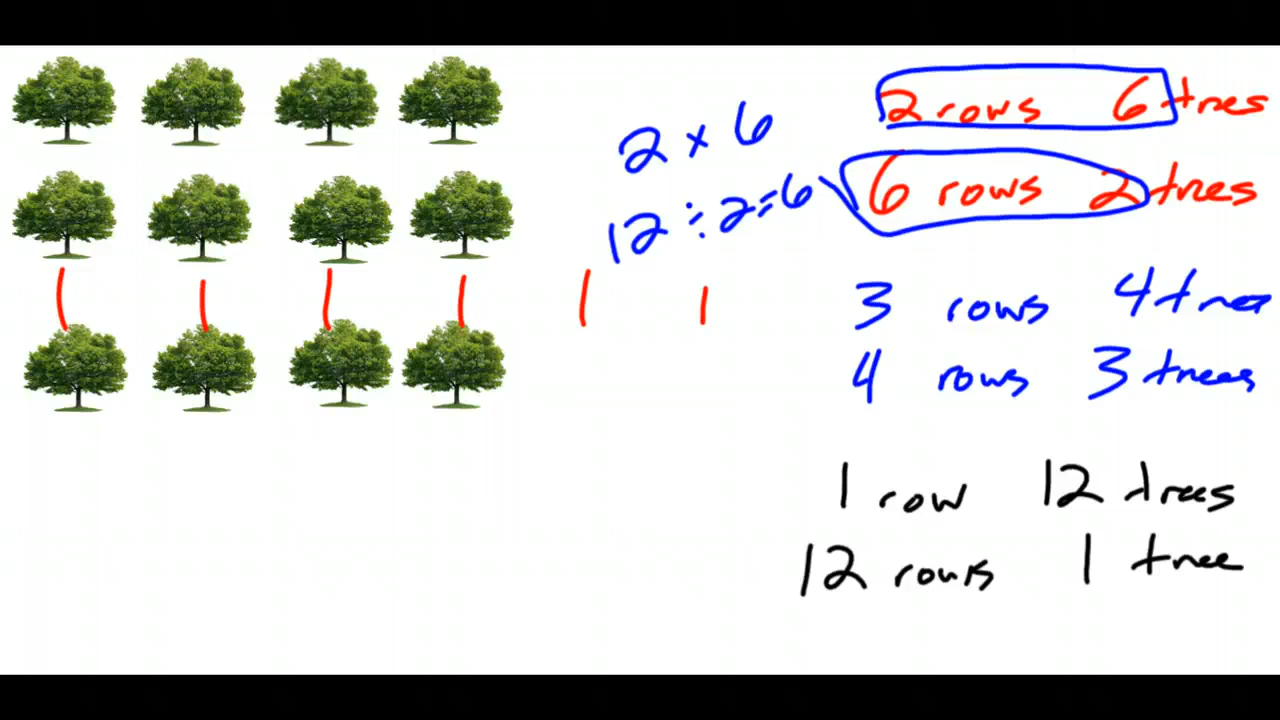 2 rows 6 trees
2 x 6
6 rows 2 trees
12 ÷ 2 = 6
3 rows 4 trees
4 rows 3 trees
1 row 12 trees
12 rows 1 tree